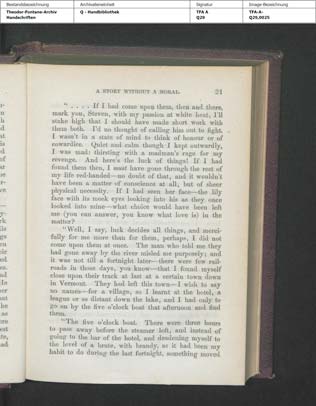 Bestandsbezeichnung
Theodor-Fontane-Archiv
Handschriften
Archivalieneinheit
Q - Handbibliothek
Signatur
TFA A
Q29
Image-Bezeichnung
TFA-A-
Q29,0025
A STORY WITHOUT A MORAL. 21
". . . . If I had come upon them, then and there,
mark you, Steven, with my passion at white heat, I'll
stake high that I should have made short work with
them both. I'd no thought of calling him out to fight.
I wasn't in a state of mind to think of honour or of
cowardice. Quiet and calm though I kept outwardly,
I was mad: thirsting with a madman's rage for my
revenge. And here's the luck of things! If I had
found them then, I must have gone through the rest of
my life red-handed—no doubt of that, and it wouldn't
have been a matter of conscience at all, but of sheer
physical necessity. If I had seen her face—the lily
face with its meek eyes looking into his as they once
looked into mine—what choice would have been left
me (you can answer, you know what love is) in the
matter?
"Well, I say, luck decides all things, and merci-
fully for me more than for them, perhaps, I did not
come upon them at once. The man who told me they
had gone away by the river misled me purposely; and
it was not till a fortnight later—there were few rail-
roads in those days, you know—that I found myself
close upon their track at last at a certain town down
in Vermont. They had left this town—I wish to say
no names—for a village, so I learnt at the hotel, a
league or so distant down the lake, and I had only to
go on by the five o'clock boat that afternoon and find
them.
"The five o'clock boat. There were three hours
to pass away before the steamer left, and instead of
going to the bar of the hotel, and deadening myself to
the level of a brute, with brandy, as it had been my
habit to do during the last fortnight, something moved